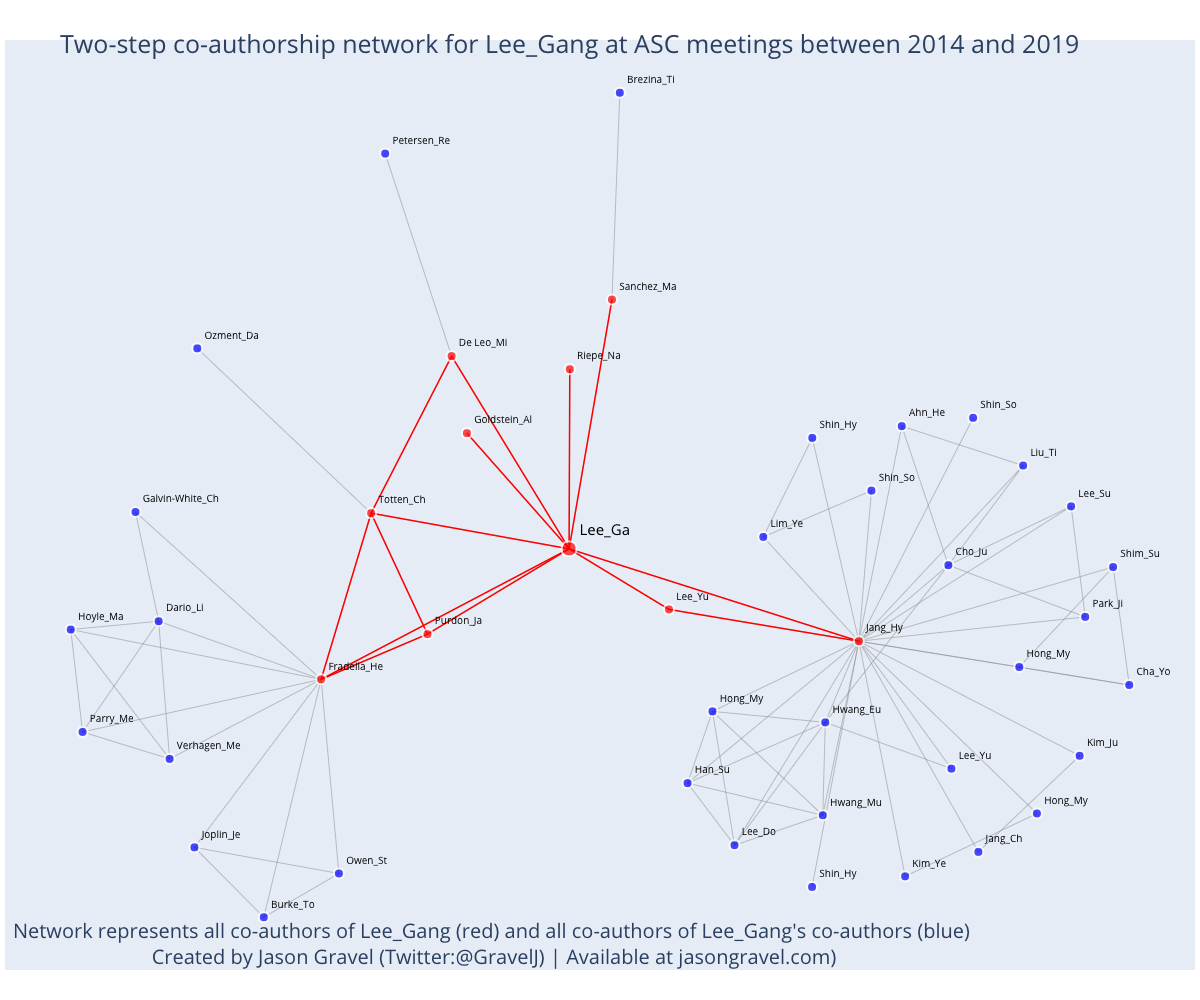 Two-step co-authorship network for Lee_Gang at ASC meetings between 2014 and 2019
Brezina_Ti
Petersen_Re
Sanchez_Ma
Ozment_Da
De Leo_Mi
Riepe_Na
Goldstein_Al
Shin_So
Ahn_He
Shin_Hy
Liu_Ti
Shin_So
Lee_Su
Galvin-White_Ch
Totten_Ch
Lim_Ye
Lee_Ga
Cho_Ju
Shim_Su
Lee_Yu
Park_Ji
Dario_Li
Hoyle_Ma
Purdon_Ja
Jang_Hy
Hong_My
Fradella_He
Cha_Yo
Hong_My
Hwang_Eu
Parry_Me
Verhagen_Me
Kim_Ju
Lee_Yu
Han_Su
Hong_My
Hwang_Mu
Lee_Do
Joplin_Je
Jang_Ch
Owen_St
Kim_Ye
Shin_Hy
Burke_To
Network represents all co-authors of Lee_Gang (red) and all co-authors of Lee_Gang's co-authors (blue)
Created by Jason Gravel (Twitter:@GravelJ) | Available at jasongravel.com)